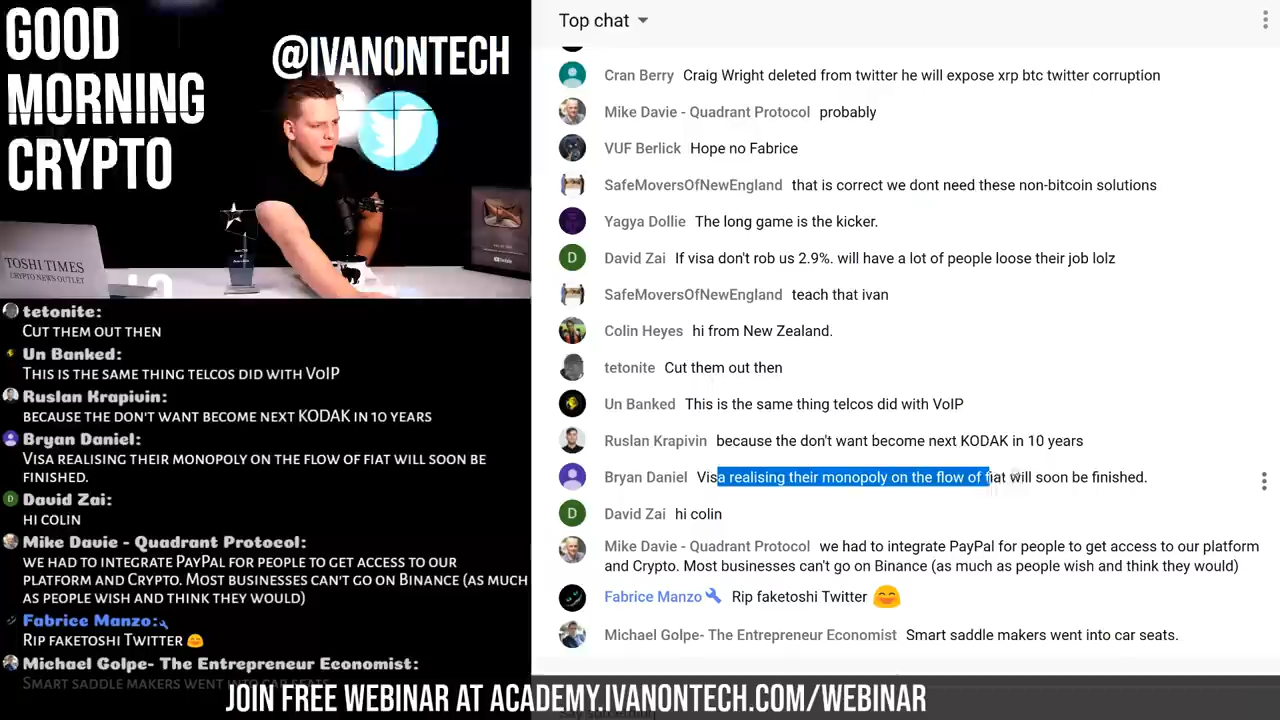 GOOD
MORNING
CRYPTO
@IVANONTECH
TOSHI TIMES
CRYPTO NEWS OUTLET
tetonite:
CUT THEM OUT THEN
Un Banked:
THIS IS THE SAME THING TELCOS DID WITH VOIP
Ruslan Krapivin:
BECAUSE THE DON'T WANT BECOME NEXT KODAK IN 10 YEARS
Bryan Daniel:
VISA REALISING THEIR MONOPOLY ON THE FLOW OF FIAT WILL SOON BE
FINISHED.
David Zai:
HI COLIN
Mike Davie - Quadrant Protocol:
WE HAD TO INTEGRATE PAYPAL FOR PEOPLE TO GET ACCESS TO OUR
PLATFORM AND CRYPTO. MOST BUSINESSES CAN'T GO ON BINANCE (AS MUCH
AS PEOPLE WISH AND THINK THEY WOULD)
Fabrice Manzo:
RIP FAKETOSHI TWITTER
Michael Golpe- The Entrepreneur Economist:
SMART SADDLE MAKERS WENT INTO CAR SEATS.
Top chat
Cran Berry Craig Wright deleted from twitter he will expose xrp btc twitter corruption
Mike Davie - Quadrant Protocol probably
VUF Berlick Hope no Fabrice
SafeMoversOfNewEngland that is correct we dont need these non-bitcoin solutions
Yagya Dollie The long game is the kicker.
D David Zai If visa don't rob us 2.9%. will have a lot of people loose their job lolz
SafeMoversOfNewEngland teach that ivan
Colin Heyes hi from New Zealand.
tetonite Cut them out then
Un Banked This is the same thing telcos did with VoIP
Ruslan Krapivin because the don't want become next KODAK in 10 years
Bryan Daniel Visa realising their monopoly on the flow of fiat will soon be finished.
D David Zai hi colin
Mike Davie - Quadrant Protocol we had to integrate PayPal for people to get access to our platform
and Crypto. Most businesses can't go on Binance (as much as people wish and think they would)
Fabrice Manzo Rip faketoshi Twitter
Michael Golpe- The Entrepreneur Economist Smart saddle makers went into car seats.
JOIN FREE WEBINAR AT ACADEMY.IVANONTECH.COM/WEBINAR